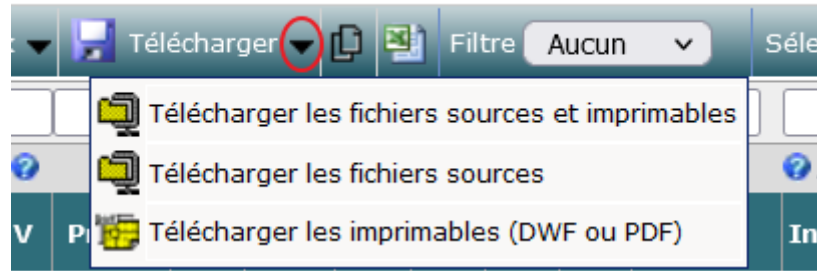 Télécharger Filtre Aucun Séle
Télécharger les fichiers sources et imprimables
Télécharger les fichiers sources
V P Télécharger les imprimables (DWF ou PDF) In